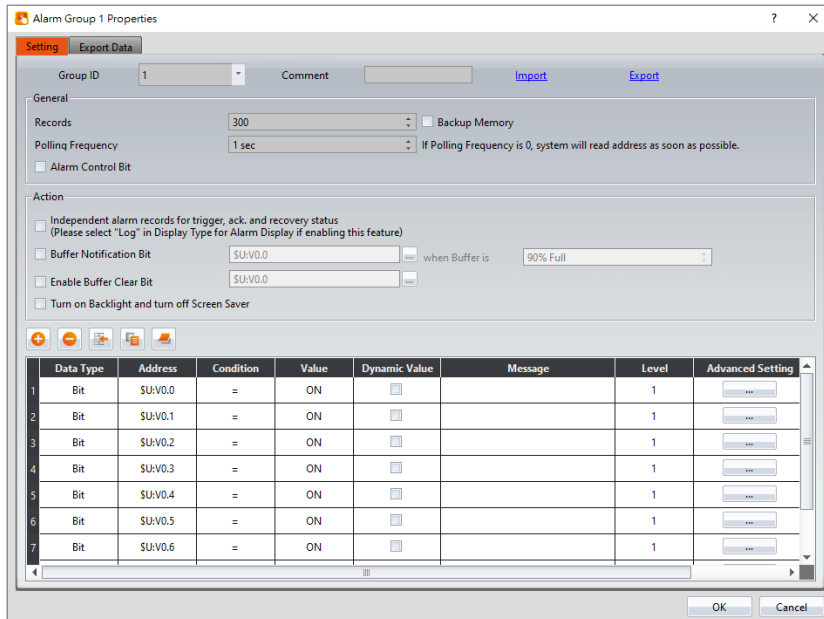 Alarm Group 1 Properties ? X
Setting Export Data
Group ID 1 Comment Import Export
General
Records 300 Backup Memory
Polling Frequency 1 sec If Polling Frequency is 0, system will read address as soon as possible.
Alarm Control Bit
Action
Independent alarm records for trigger, ack. and recovery status
(Please select "Log" in Display Type for Alarm Display if enabling this feature)
Buffer Notification Bit $U:V0.0 ... when Buffer is 90% Full
Enable Buffer Clear Bit $U:V0.0 ...
Turn on Backlight and turn off Screen Saver
Data Type Address Condition Value Dynamic Value Message Level Advanced Setting
1 Bit $U:V0.0 = ON 1 ...
2 Bit $U:V0.1 = ON 1 ...
3 Bit $U:V0.2 = ON 1 ...
4 Bit $U:V0.3 = ON 1 ...
5 Bit $U:V0.4 = ON 1 ...
6 Bit $U:V0.5 = ON 1 ...
7 Bit $U:V0.6 = ON 1 ...
OK Cancel